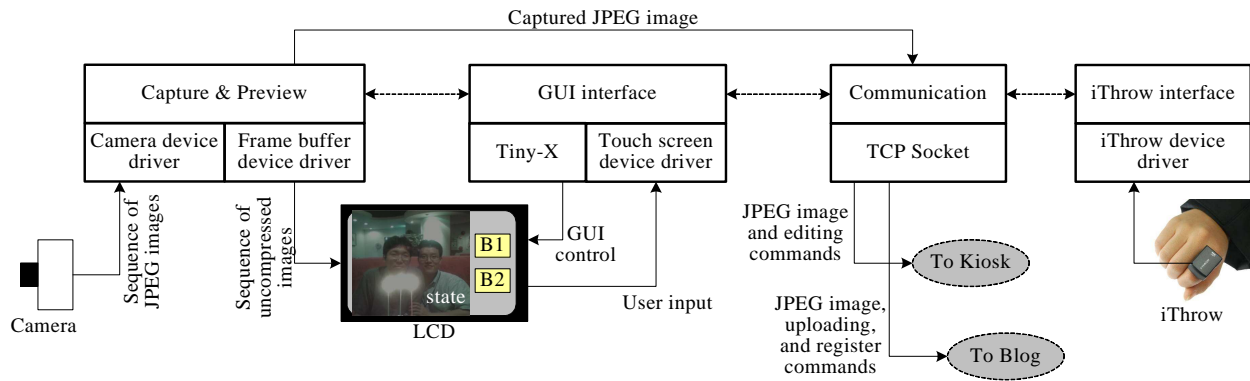 Captured JPEG image
Capture & Preview
GUI interface
Communication
iThrow interface
Camera device
driver
Frame buffer
device driver
Tiny-X
Touch screen
device driver
TCP Socket
iThrow device
driver
Sequence of
JPEG images
Sequence of
uncompressed
images
B1
B2
state
GUI
control
User input
JPEG image
and editing
commands
To Kiosk
JPEG image,
uploading,
and register
commands
To Blog
Camera
LCD
iThrow